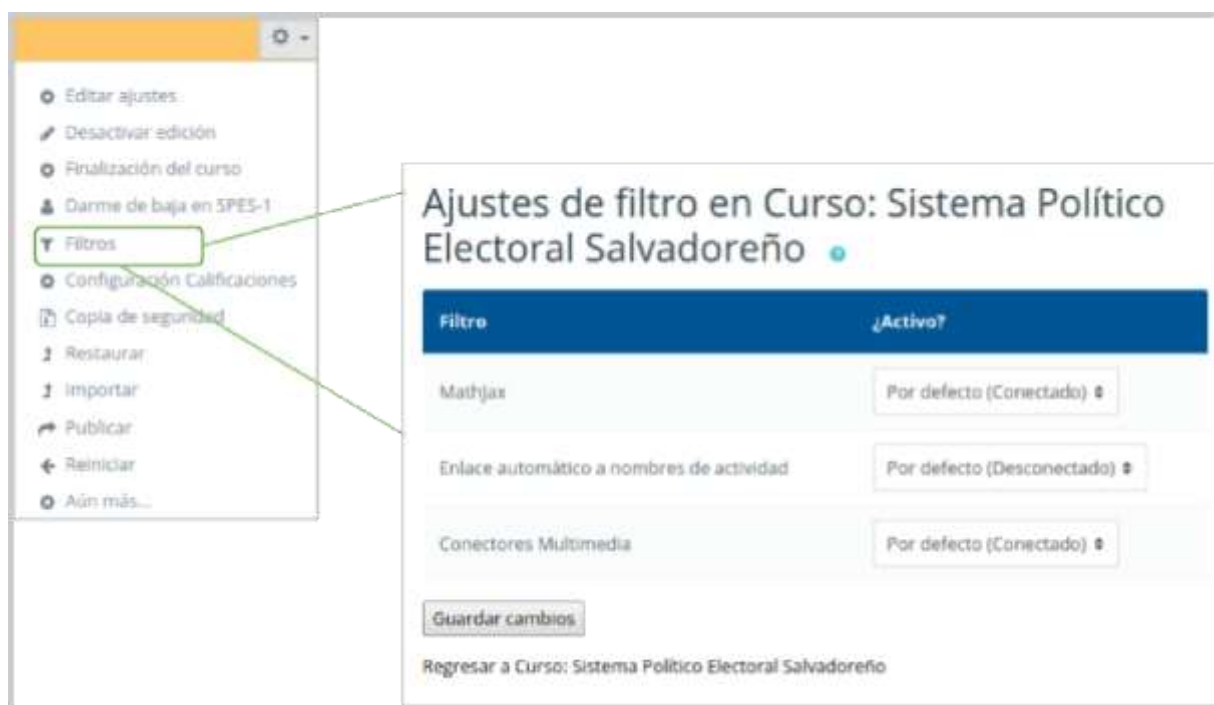 Editar ajustes
Desactivar edición
Finalización del curso
Darme de baja en SPES-1
Filtros
Configuración Calificaciones
Copia de seguridad
Restaurar
Importar
Publicar
Reiniciar
Aún más...
Ajustes de filtro en Curso: Sistema Político
Electoral Salvadoreño
Filtro ¿Activo?
MathJax Por defecto (Conectado)
Enlace automático a nombres de actividad Por defecto (Desconectado)
Conectores Multimedia Por defecto (Conectado)
Guardar cambios
Regresar a Curso: Sistema Político Electoral Salvadoreño